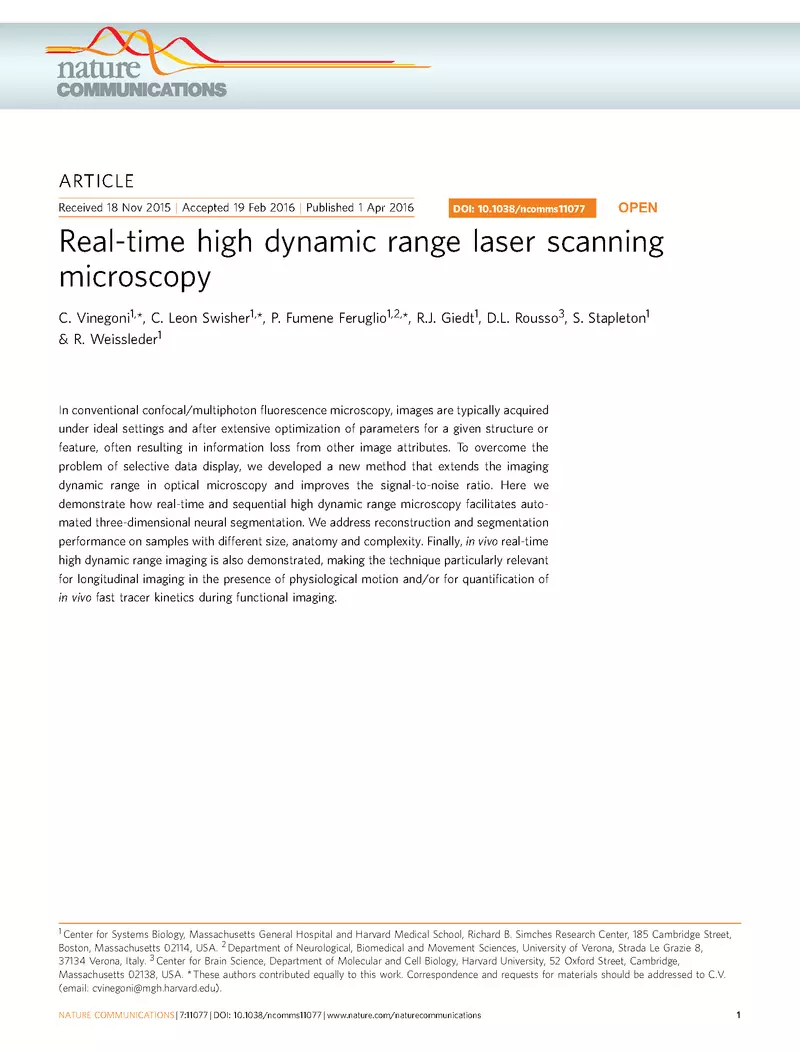 nature
COMMUNICATIONS
ARTICLE
Received 18 Nov 2015 | Accepted 19 Feb 2016 | Published 1 Apr 2016
DOI: 10.1038/ncomms11077
OPEN
Real-time high dynamic range laser scanning
microscopy
C. Vinegoni1,*, C. Leon Swisher1,*, P. Fumene Feruglio1,2,*, R.J. Giedt1, D.L. Rousso3, S. Stapleton1
& R. Weissleder1
In conventional confocal/multiphoton fluorescence microscopy, images are typically acquired
under ideal settings and after extensive optimization of parameters for a given structure or
feature, often resulting in information loss from other image attributes. To overcome the
problem of selective data display, we developed a new method that extends the imaging
dynamic range in optical microscopy and improves the signal-to-noise ratio. Here we
demonstrate how real-time and sequential high dynamic range microscopy facilitates auto-
mated three-dimensional neural segmentation. We address reconstruction and segmentation
performance on samples with different size, anatomy and complexity. Finally, in vivo real-time
high dynamic range imaging is also demonstrated, making the technique particularly relevant
for longitudinal imaging in the presence of physiological motion and/or for quantification of
in vivo fast tracer kinetics during functional imaging.
1 Center for Systems Biology, Massachusetts General Hospital and Harvard Medical School, Richard B. Simches Research Center, 185 Cambridge Street,
Boston, Massachusetts 02114, USA. 2 Department of Neurological, Biomedical and Movement Sciences, University of Verona, Strada Le Grazie 8,
37134 Verona, Italy. 3 Center for Brain Science, Department of Molecular and Cell Biology, Harvard University, 52 Oxford Street, Cambridge,
Massachusetts 02138, USA. * These authors contributed equally to this work. Correspondence and requests for materials should be addressed to C.V.
(email: cvinegoni@mgh.harvard.edu).
NATURE COMMUNICATIONS | 7:11077 | DOI: 10.1038/ncomms11077 | www.nature.com/naturecommunications
1